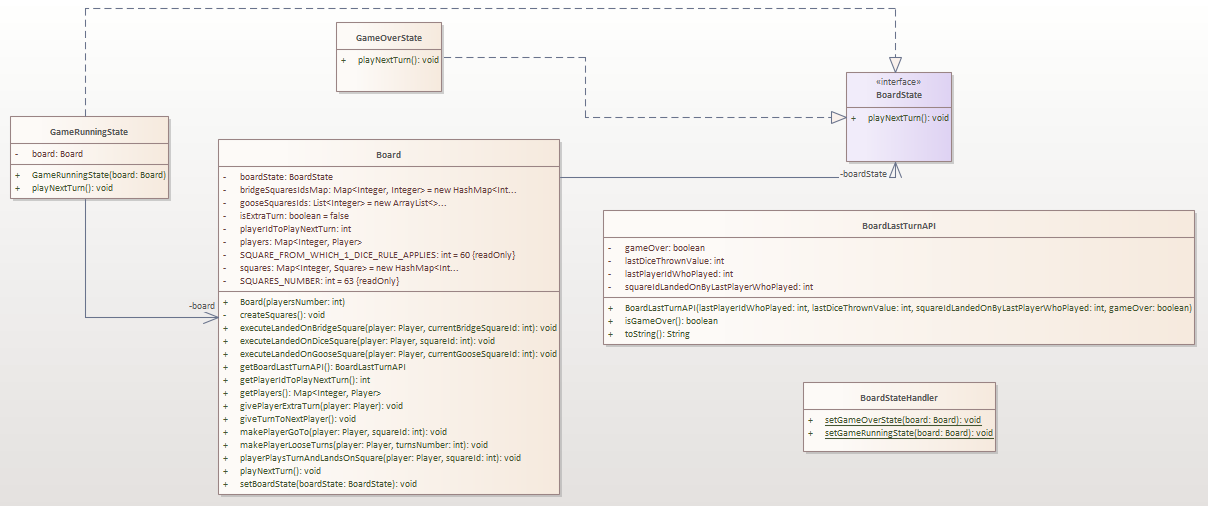 GameOverState
+ playNextTurn(): void
«interface»
BoardState
+ playNextTurn(): void
GameRunningState
- board: Board
+ GameRunningState(board: Board)
+ playNextTurn(): void
Board
- boardState: BoardState
- bridgeSquaresIdsMap: Map<Integer, Integer> = new HashMap<Int...
- gooseSquaresIds: List<Integer> = new ArrayList<>...
- isExtraTurn: boolean = false
- playerIdToPlayNextTurn: int
- players: Map<Integer, Player>
- SQUARE_FROM_WHICH_1_DICE_RULE_APPLIES: int = 60 {readOnly}
- squares: Map<Integer, Square> = new HashMap<Int...
- SQUARES_NUMBER: int = 63 {readOnly}
+ Board(playersNumber: int)
- createSquares(): void
+ executeLandedOnBridgeSquare(player: Player, currentBridgeSquareId: int): void
+ executeLandedOnDiceSquare(player: Player, squareId: int): void
+ executeLandedOnGooseSquare(player: Player, currentGooseSquareId: int): void
+ getBoardLastTurnAPI(): BoardLastTurnAPI
+ getPlayerIdToPlayNextTurn(): int
+ getPlayers(): Map<Integer, Player>
+ givePlayerExtraTurn(player: Player): void
+ giveTurnToNextPlayer(): void
+ makePlayerGoTo(player: Player, squareId: int): void
+ makePlayerLooseTurns(player: Player, turnsNumber: int): void
+ playerPlaysTurnAndLandsOnSquare(player: Player, squareId: int): void
+ playNextTurn(): void
+ setBoardState(boardState: BoardState): void
-boardState
-board
BoardLastTurnAPI
- gameOver: boolean
- lastDiceThrownValue: int
- lastPlayerIdWhoPlayed: int
- squareIdLandedOnByLastPlayerWhoPlayed: int
+ BoardLastTurnAPI(lastPlayerIdWhoPlayed: int, lastDiceThrownValue: int, squareIdLandedOnByLastPlayerWhoPlayed: int, gameOver: boolean)
+ isGameOver(): boolean
+ toString(): String
BoardStateHandler
+ setGameOverState(board: Board): void
+ setGameRunningState(board: Board): void